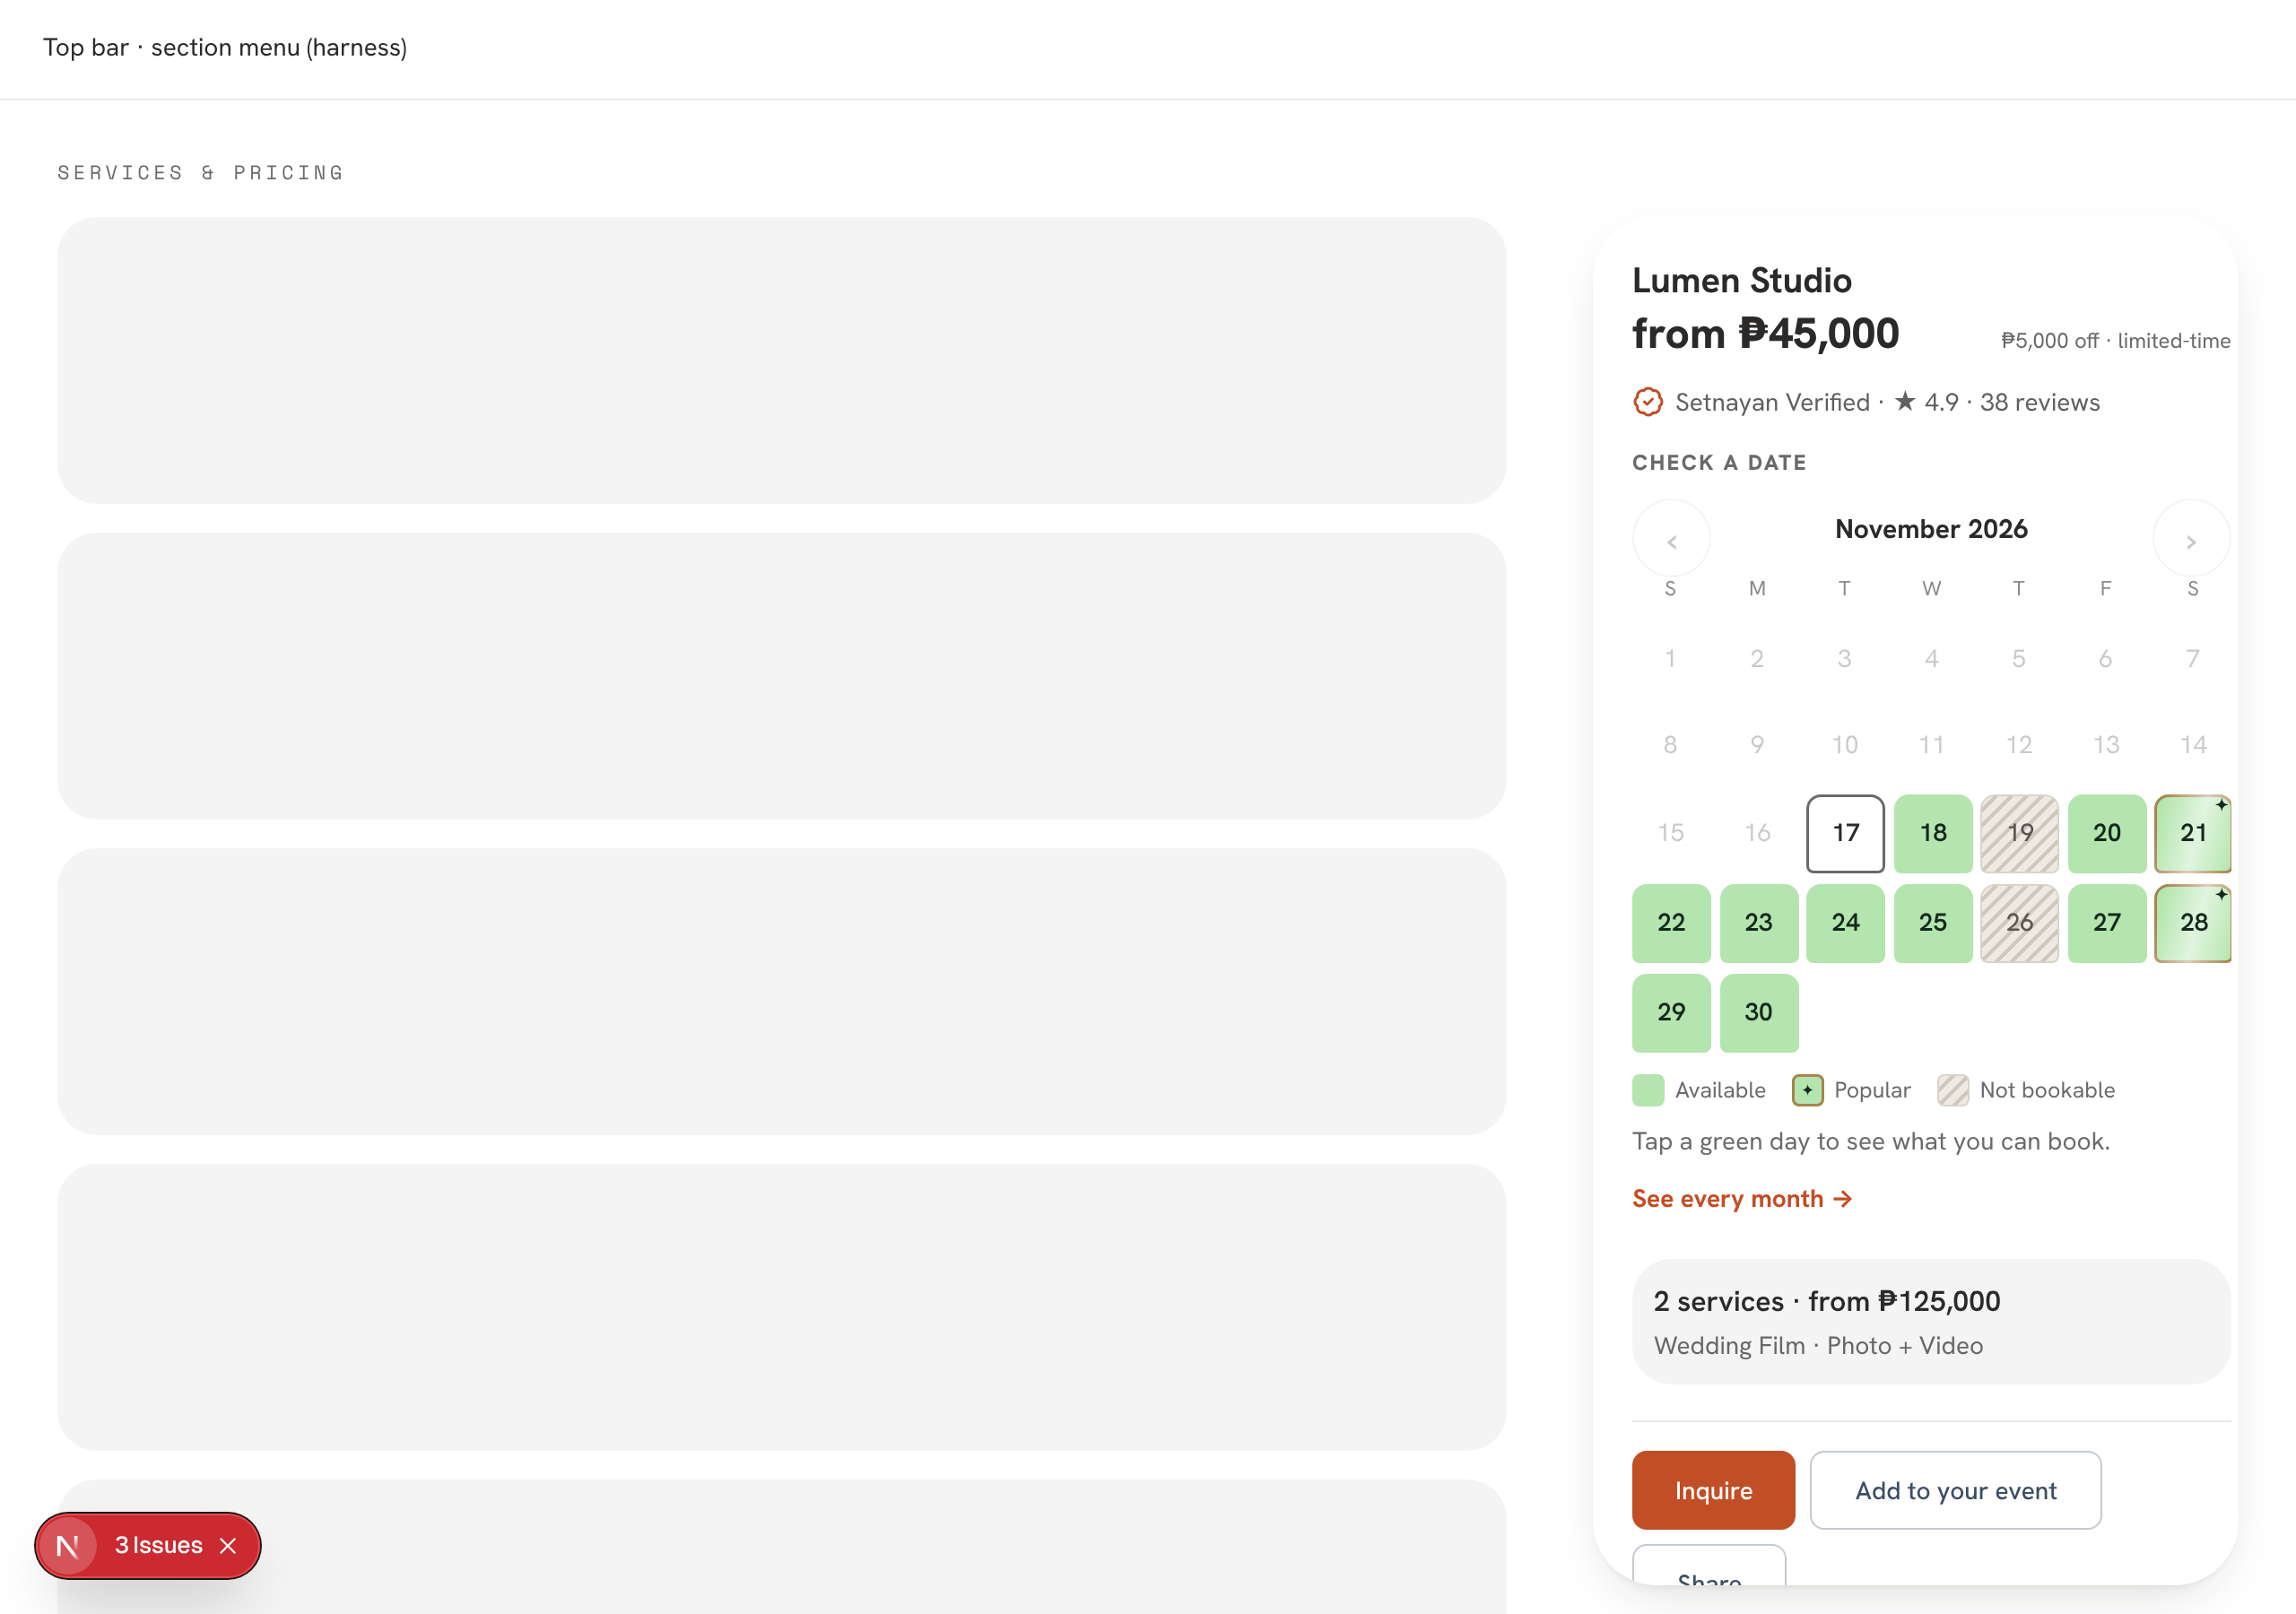 Top bar · section menu (harness)
SERVICES & PRICING
Lumen Studio
from ₱45,000
₱5,000 off · limited-time
Setnayan Verified · ★ 4.9 · 38 reviews
CHECK A DATE
‹ November 2026 ›
S M T W T F S
1 2 3 4 5 6 7
8 9 10 11 12 13 14
15 16 17 18 19 20 21
22 23 24 25 26 27 28
29 30
Available Popular Not bookable
Tap a green day to see what you can book.
See every month →
2 services · from ₱125,000
Wedding Film · Photo + Video
Inquire Add to your event
Share
N 3 Issues ×